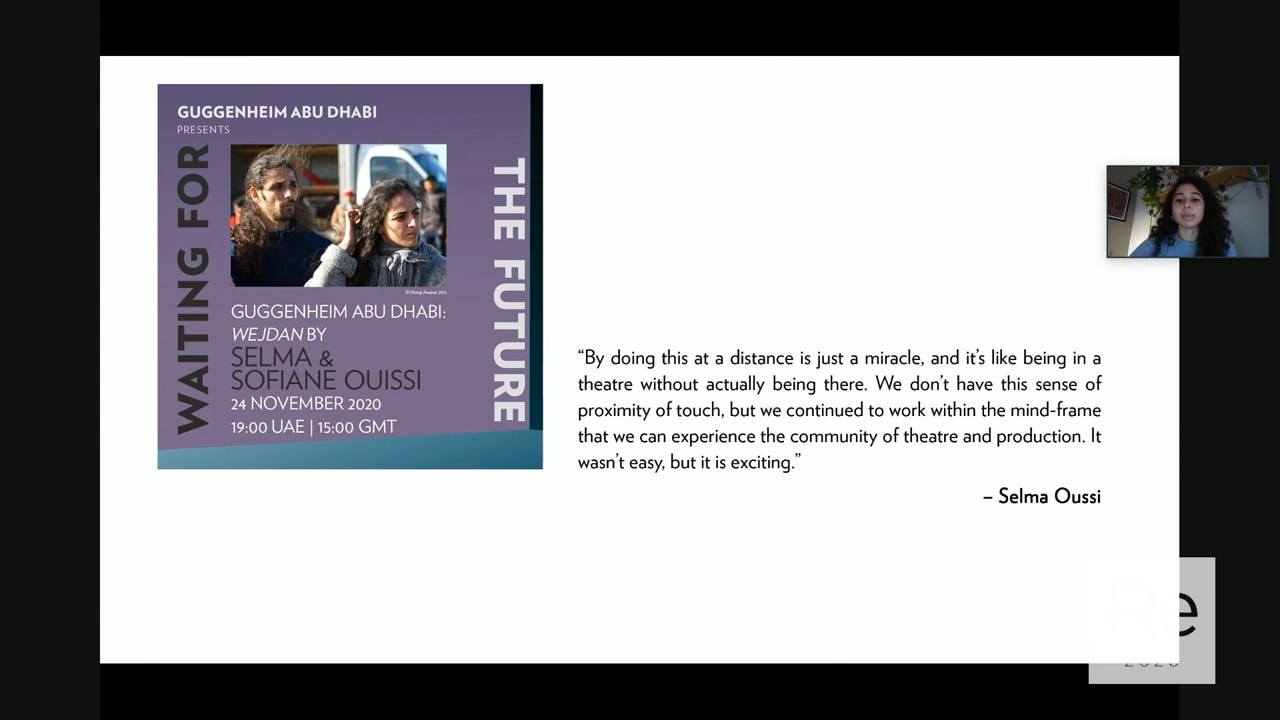 GUGGENHEIM ABU DHABI
PRESENTS
WAITING FOR
THE FUTURE
GUGGENHEIM ABU DHABI:
WEJDAN BY
SELMA &
SOFIANE OUISSI
24 NOVEMBER 2020
19:00 UAE | 15:00 GMT
“By doing this at a distance is just a miracle, and it’s like being in a
theatre without actually being there. We don’t have this sense of
proximity of touch, but we continued to work within the mind-frame
that we can experience the community of theatre and production. It
wasn’t easy, but it is exciting.”
– Selma Oussi
Re
2020